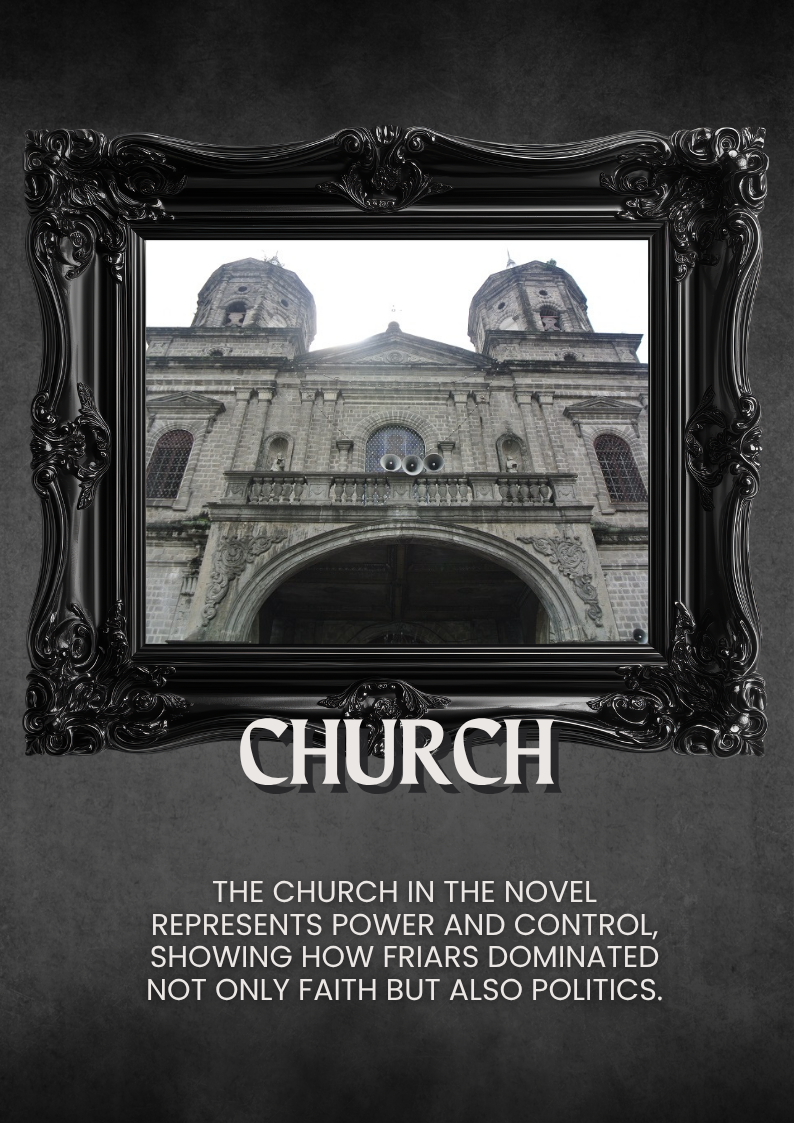 CHURCH
THE CHURCH IN THE NOVEL
REPRESENTS POWER AND CONTROL,
SHOWING HOW FRIARS DOMINATED
NOT ONLY FAITH BUT ALSO POLITICS.